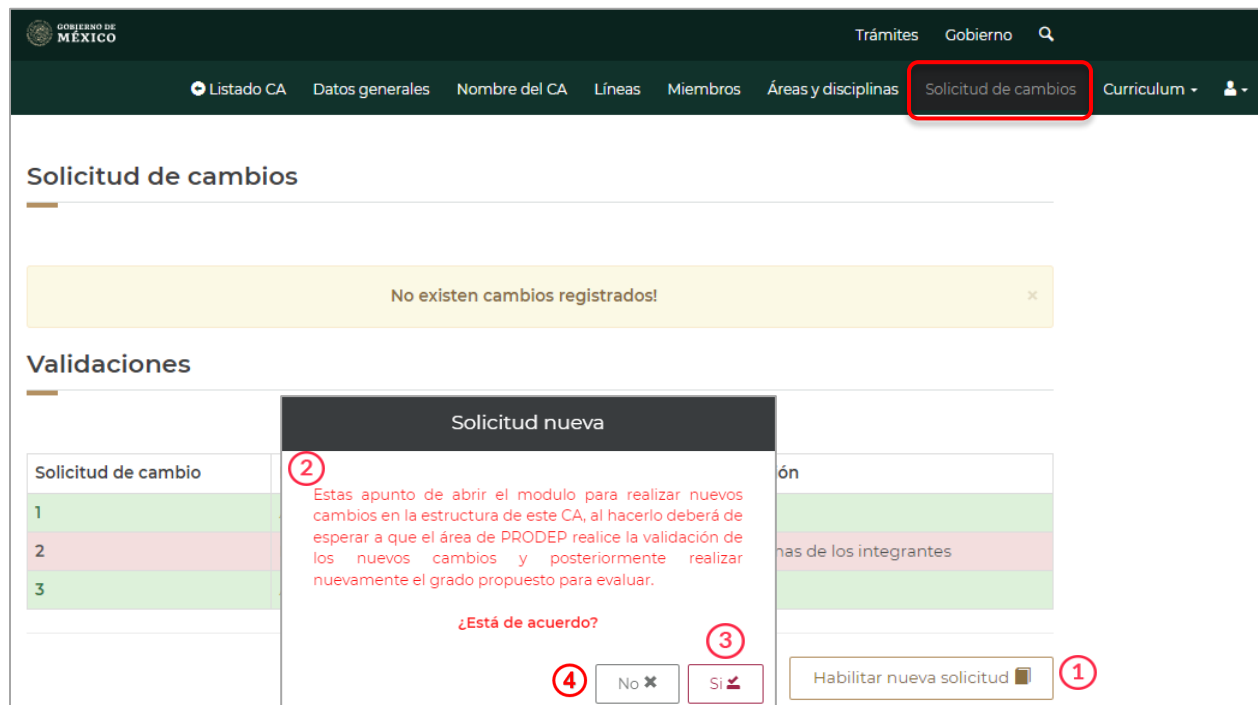 GOBIERNO DE
MÉXICO
Trámites Gobierno
Listado CA Datos generales Nombre del CA Líneas Miembros Áreas y disciplinas Solicitud de cambios Curriculum
Solicitud de cambios
No existen cambios registrados! ×
Validaciones
Solicitud nueva
Solicitud de cambio ón
2
Estas apunto de abrir el modulo para realizar nuevos
cambios en la estructura de este CA, al hacerlo deberá de
esperar a que el área de PRODEP realice la validación de
los nuevos cambios y posteriormente realizar
nuevamente el grado propuesto para evaluar.
1
2 nas de los integrantes
3
¿Está de acuerdo?
3
4 No ✖ Si
Habilitar nueva solicitud 1